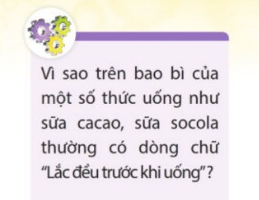 Vì sao trên bao bì của
một số thức uống như
sữa cacao, sữa socola
thường có dòng chữ
“Lắc đều trước khi uống”?